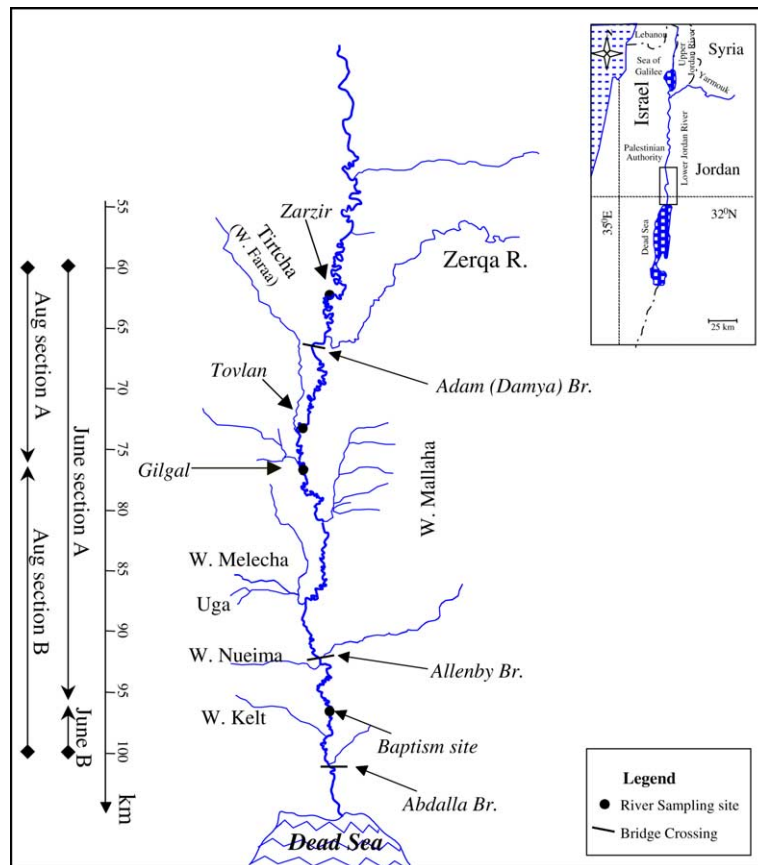 Lebanon
Sea of
Galilee
Upper
Jordan River
Syria
Yarmouk
Israel
Palestinian
Authority
Lower Jordan River
Jordan
35⁰E
32⁰N
Dead Sea
25 km
Zarzir
Tirtcha
(W. Faraa)
Zerqa R.
Adam (Damya) Br.
Tovlan
Gilgal
W. Mallaha
W. Melecha
Uga
W. Nueima
Allenby Br.
W. Kelt
Baptism site
Abdalla Br.
Dead Sea
55
60
65
70
75
80
85
90
95
100
km
Aug section A
Aug section B
June section A
June B
Legend
River Sampling site
Bridge Crossing